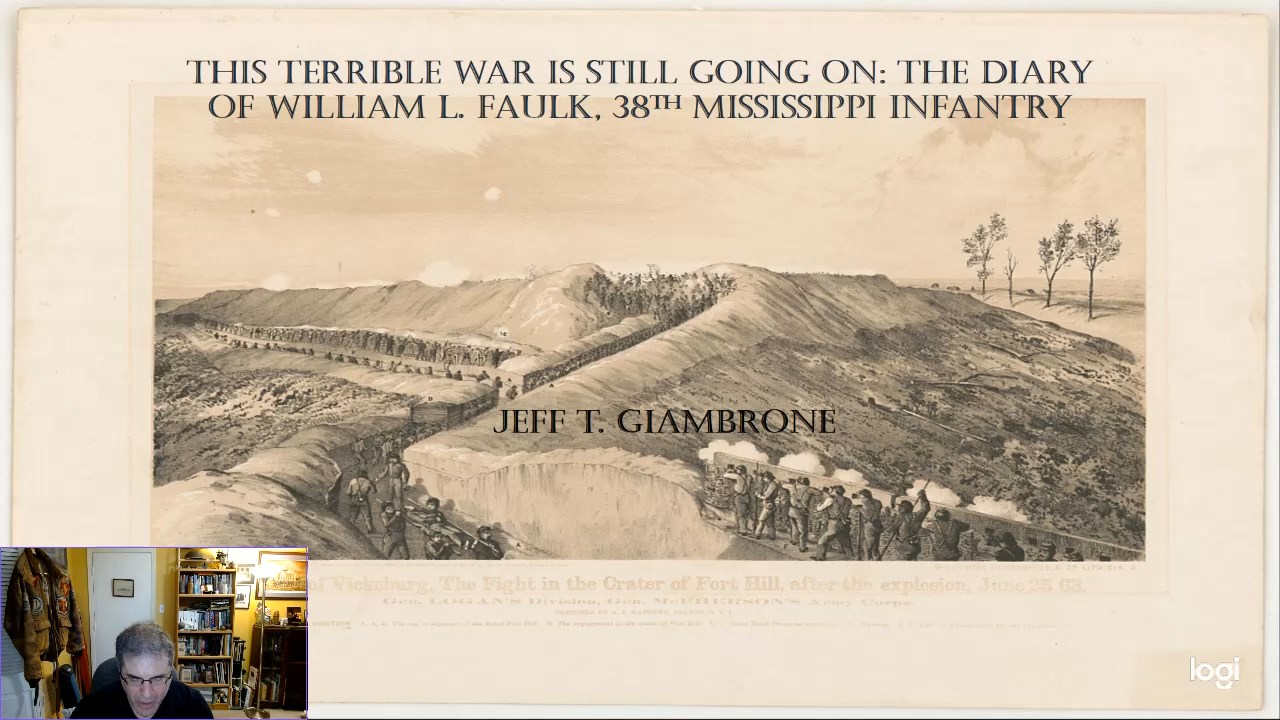 THIS TERRIBLE WAR IS STILL GOING ON: THE DIARY
OF WILLIAM L. FAULK, 38TH MISSISSIPPI INFANTRY
JEFF T. GIAMBRONE
of Vicksburg, The Fight in the Crater of Fort Hill, after the explosion, June 25 63.
Gen. LOGAN'S Division, Gen. McPHERSON'S Army Corps.
logi